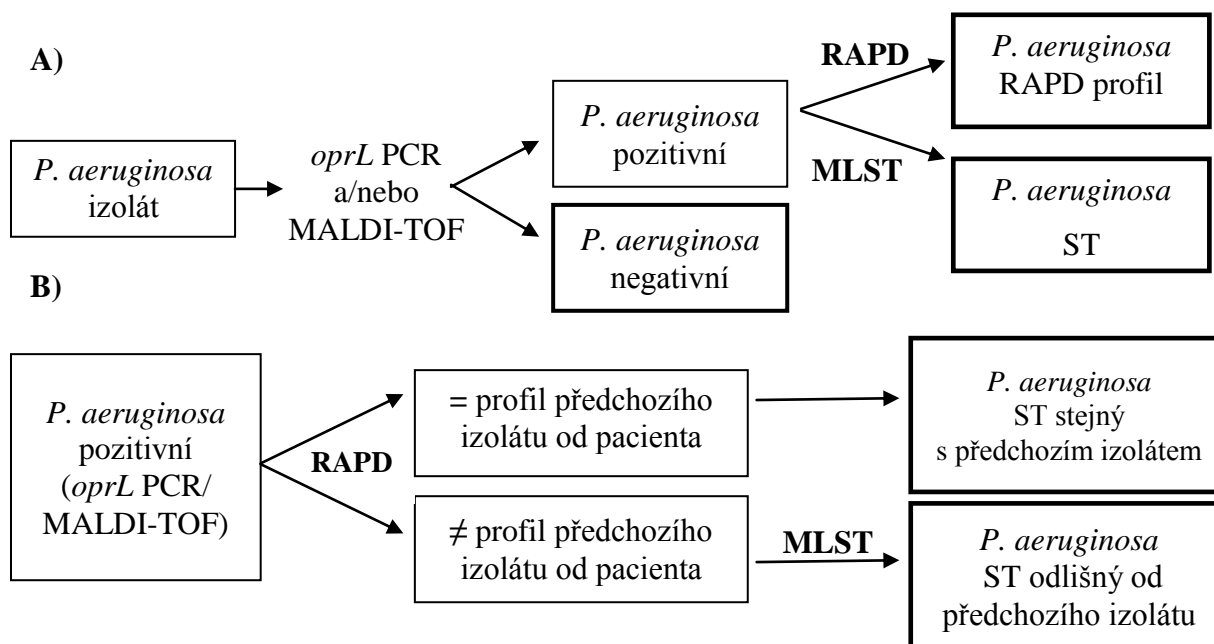 A)
P. aeruginosa
izolát
oprL PCR
a/nebo
MALDI-TOF
P. aeruginosa
pozitivní
P. aeruginosa
negativní
RAPD
MLST
P. aeruginosa
RAPD profil
P. aeruginosa
ST
B)
P. aeruginosa
pozitivní
(oprL PCR/
MALDI-TOF)
RAPD
= profil předchozího
izolátu od pacienta
≠ profil předchozího
izolátu od pacienta
MLST
P. aeruginosa
ST stejný
s předchozím izolátem
P. aeruginosa
ST odlišný od
předchozího izolátu